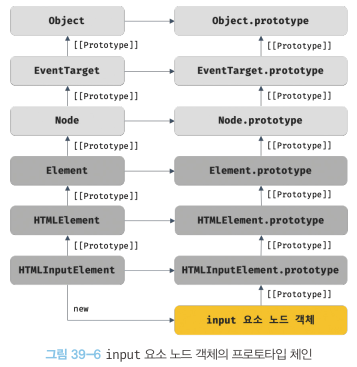 Object Object.prototype
[[Prototype]] [[Prototype]]
EventTarget EventTarget.prototype
[[Prototype]] [[Prototype]]
Node Node.prototype
[[Prototype]] [[Prototype]]
Element Element.prototype
[[Prototype]] [[Prototype]]
HTMLElement HTMLElement.prototype
[[Prototype]] [[Prototype]]
HTMLInputElement HTMLInputElement.prototype
[[Prototype]]
new
input 요소 노드 객체
그림 39-6 input 요소 노드 객체의 프로토타입 체인